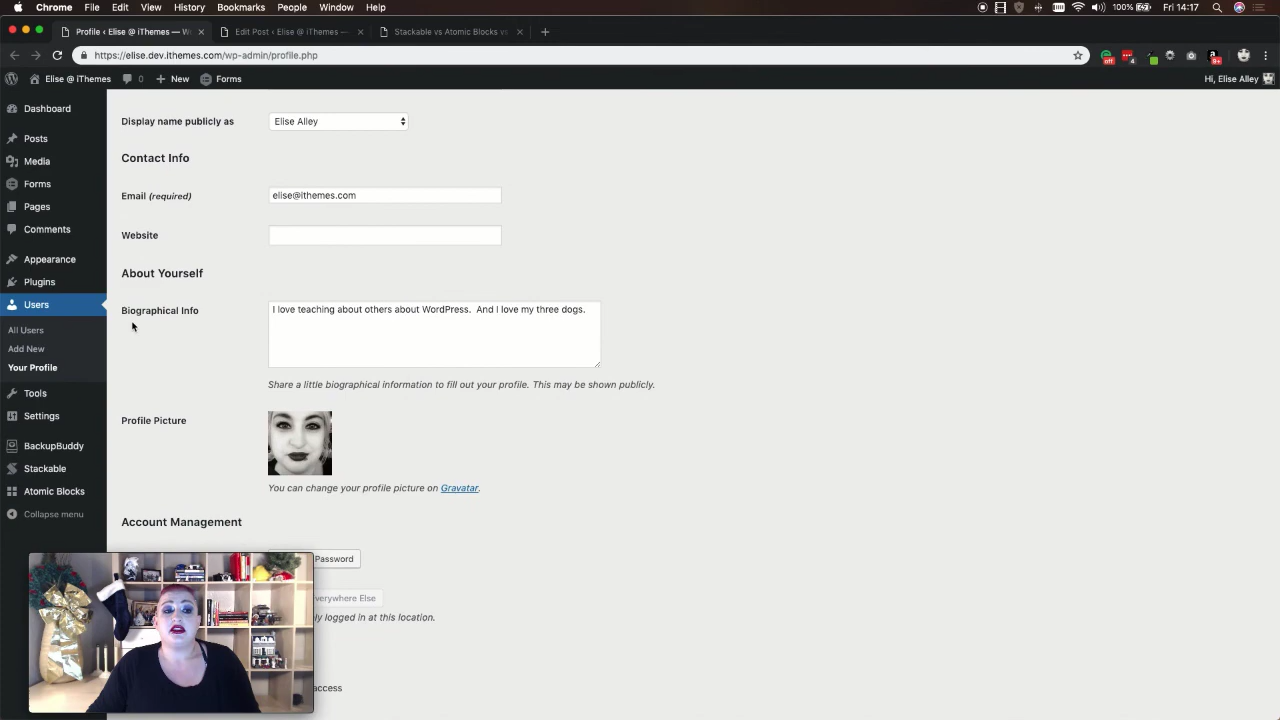 Chrome File Edit View History Bookmarks People Window Help
Profile ‹ Elise @ iThemes — W
Edit Post ‹ Elise @ iThemes —
Stackable vs Atomic Blocks vs
https://elise.dev.ithemes.com/wp-admin/profile.php
off
4
9+
Elise @ iThemes
0
+ New
Forms
Hi, Elise Alley
Dashboard
Posts
Media
Forms
Pages
Comments
Appearance
Plugins
Users
All Users
Add New
Your Profile
Tools
Settings
BackupBuddy
Stackable
Atomic Blocks
Collapse menu
Display name publicly as
Elise Alley
Contact Info
Email (required)
elise@ithemes.com
Website
About Yourself
Biographical Info
I love teaching about others about WordPress. And I love my three dogs.
Share a little biographical information to fill out your profile. This may be shown publicly.
Profile Picture
You can change your profile picture on Gravatar.
Account Management
Password
verywhere Else
ly logged in at this location.
access